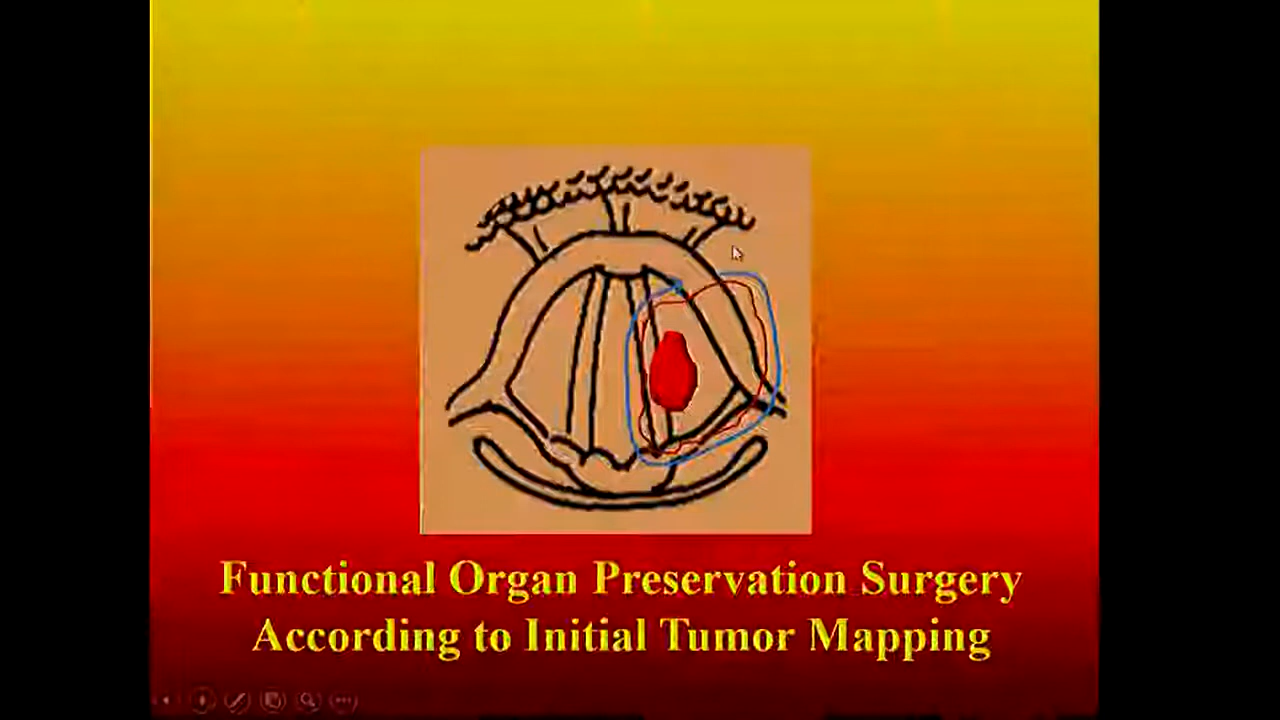 Functional Organ Preservation Surgery
According to Initial Tumor Mapping